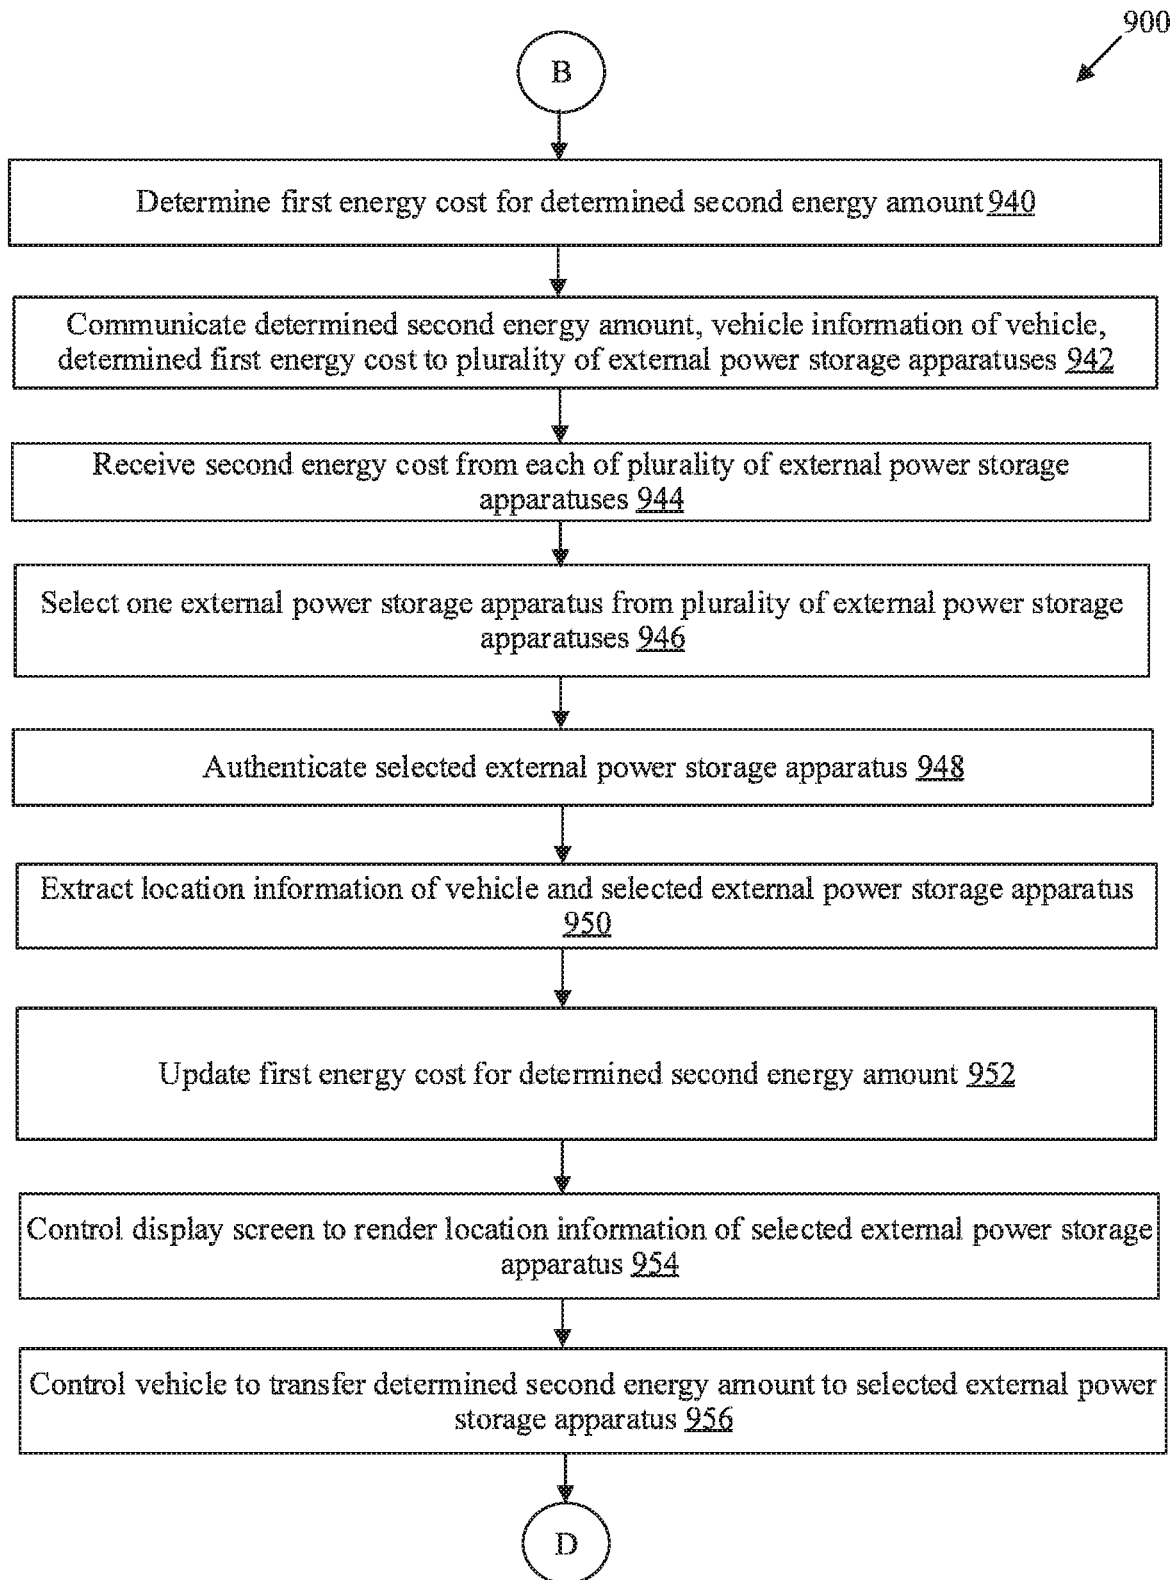 900
B
Determine first energy cost for determined second energy amount 940
Communicate determined second energy amount, vehicle information of vehicle,
determined first energy cost to plurality of external power storage apparatuses 942
Receive second energy cost from each of plurality of external power storage
apparatuses 944
Select one external power storage apparatus from plurality of external power storage
apparatuses 946
Authenticate selected external power storage apparatus 948
Extract location information of vehicle and selected external power storage apparatus
950
Update first energy cost for determined second energy amount 952
Control display screen to render location information of selected external power storage
apparatus 954
Control vehicle to transfer determined second energy amount to selected external power
storage apparatus 956
D